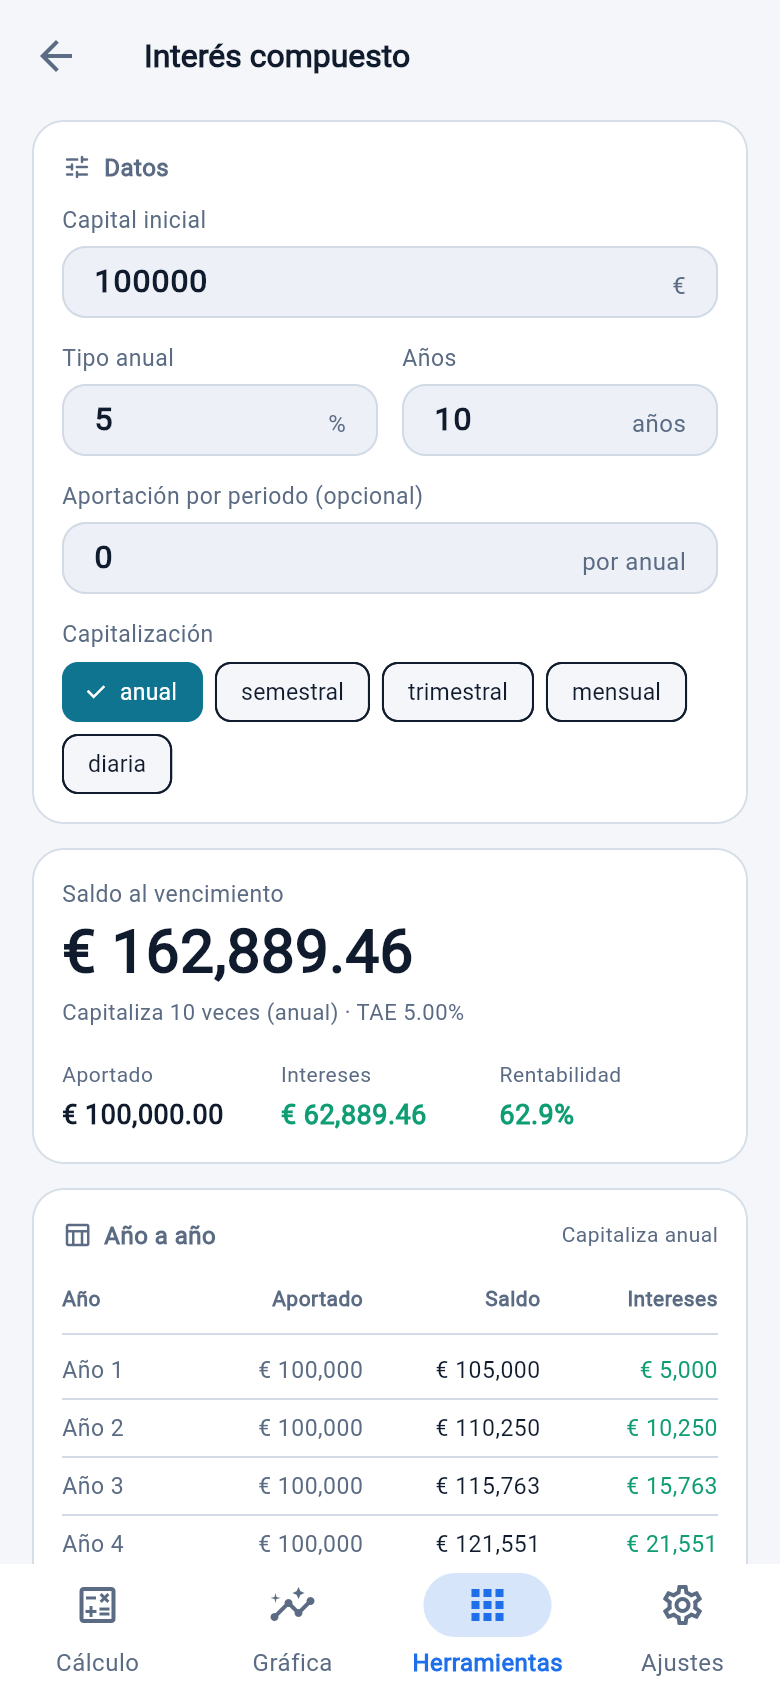 Interés compuesto
Datos
Capital inicial
100000 €
Tipo anual Años
5 % 10 años
Aportación por periodo (opcional)
0 por anual
Capitalización
anual semestral trimestral mensual
diaria
Saldo al vencimiento
€ 162,889.46
Capitaliza 10 veces (anual) · TAE 5.00%
Aportado Intereses Rentabilidad
€ 100,000.00 € 62,889.46 62.9%
Año a año Capitaliza anual
Año Aportado Saldo Intereses
Año 1 € 100,000 € 105,000 € 5,000
Año 2 € 100,000 € 110,250 € 10,250
Año 3 € 100,000 € 115,763 € 15,763
Año 4 € 100,000 € 121,551 € 21,551
Cálculo Gráfica Herramientas Ajustes